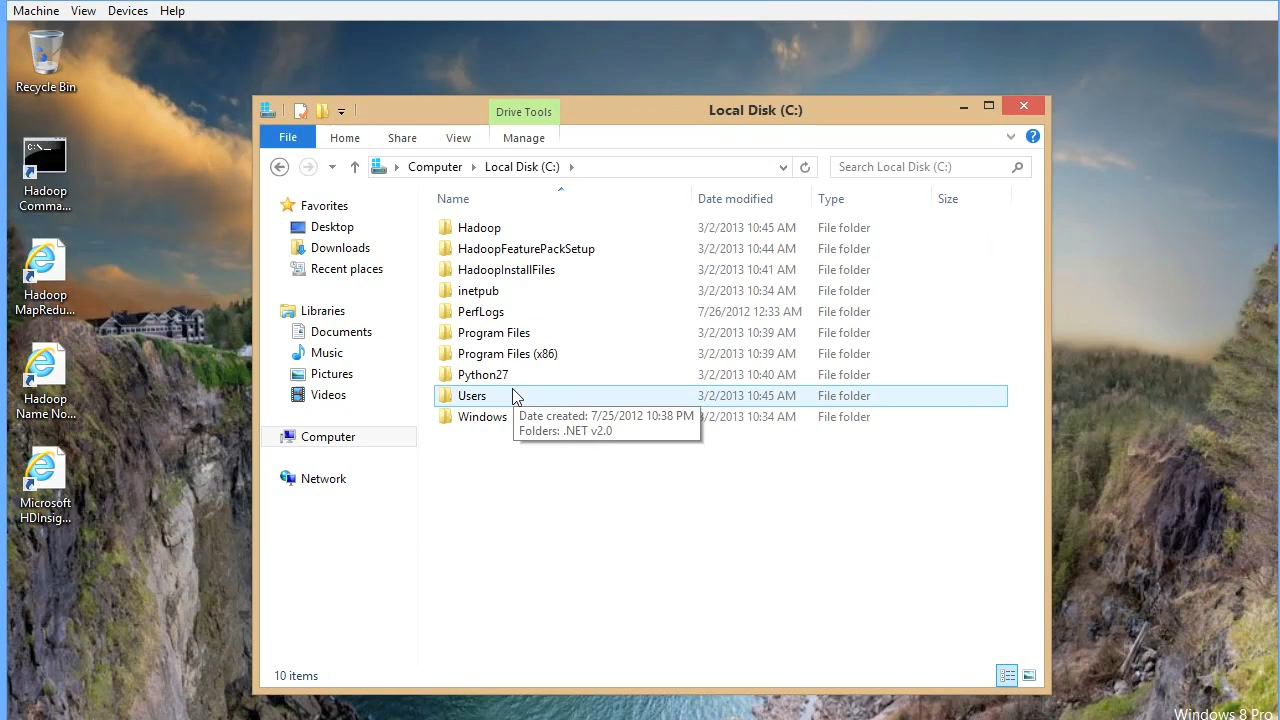 Machine View Devices Help
Recycle Bin
Hadoop
Comma...
Hadoop
MapRedu...
Hadoop
Name No...
Microsoft
HDInsig...
Drive Tools
Local Disk (C:)
File Home Share View Manage
Computer Local Disk (C:)
Search Local Disk (C:)
Favorites
Desktop
Downloads
Recent places
Libraries
Documents
Music
Pictures
Videos
Computer
Network
Name Date modified Type Size
Hadoop 3/2/2013 10:45 AM File folder
HadoopFeaturePackSetup 3/2/2013 10:44 AM File folder
HadoopInstallFiles 3/2/2013 10:41 AM File folder
inetpub 3/2/2013 10:34 AM File folder
PerfLogs 7/26/2012 12:33 AM File folder
Program Files 3/2/2013 10:39 AM File folder
Program Files (x86) 3/2/2013 10:39 AM File folder
Python27 3/2/2013 10:40 AM File folder
Users 3/2/2013 10:45 AM File folder
Windows /2/2013 10:34 AM File folder
Date created: 7/25/2012 10:38 PM
Folders: .NET v2.0
10 items
Windows 8 Pro